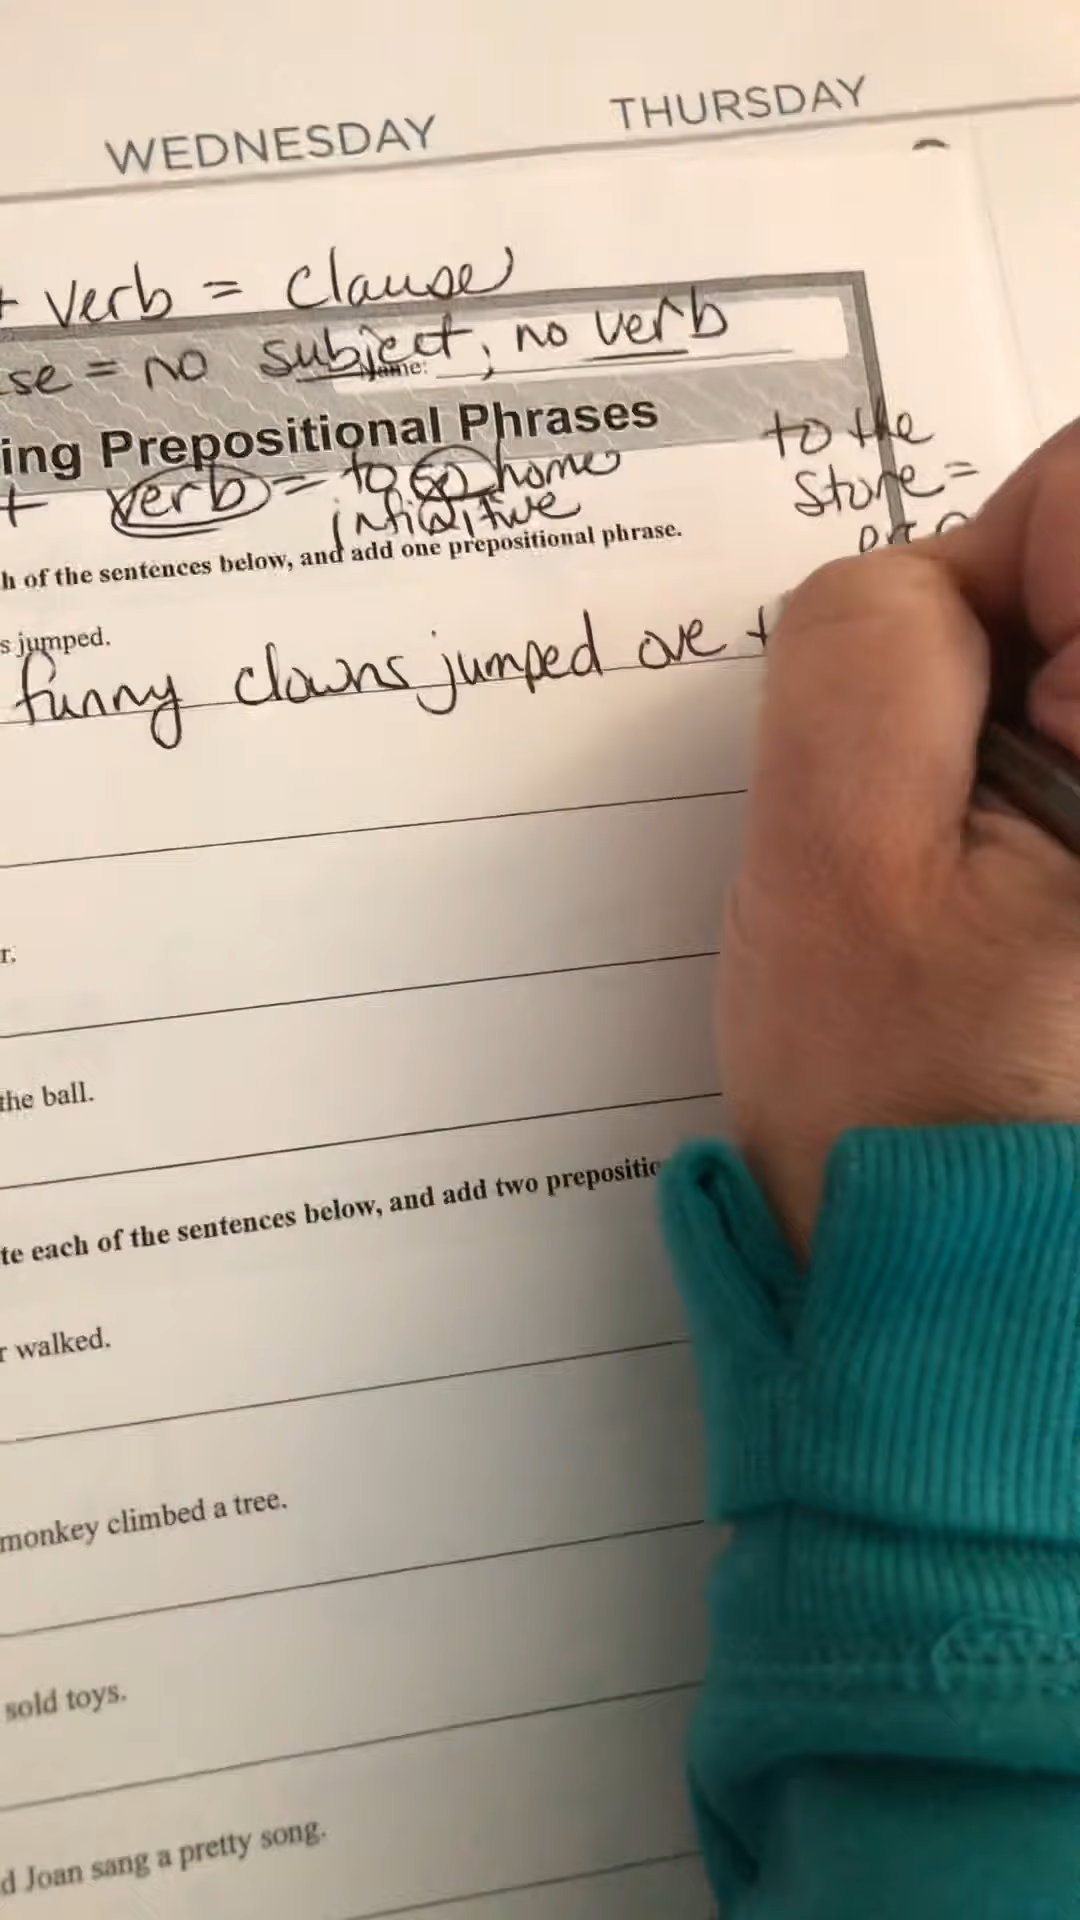 WEDNESDAY THURSDAY
+ verb = clause
se = no subject, no verb
Name:
ing Prepositional Phrases
+ verb = to go home
infinitive
to the
store =
h of the sentences below, and add one prepositional phrase.
s jumped.
funny clowns jumped ove t
r.
the ball.
te each of the sentences below, and add two prepositio
r walked.
monkey climbed a tree.
sold toys.
d Joan sang a pretty song.